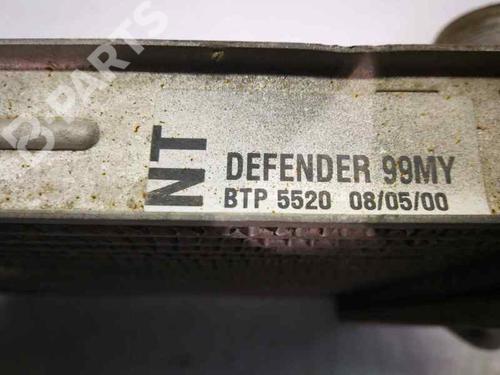 B-PARTS
NT
DEFENDER 99MY
BTP 5520 08/05/00